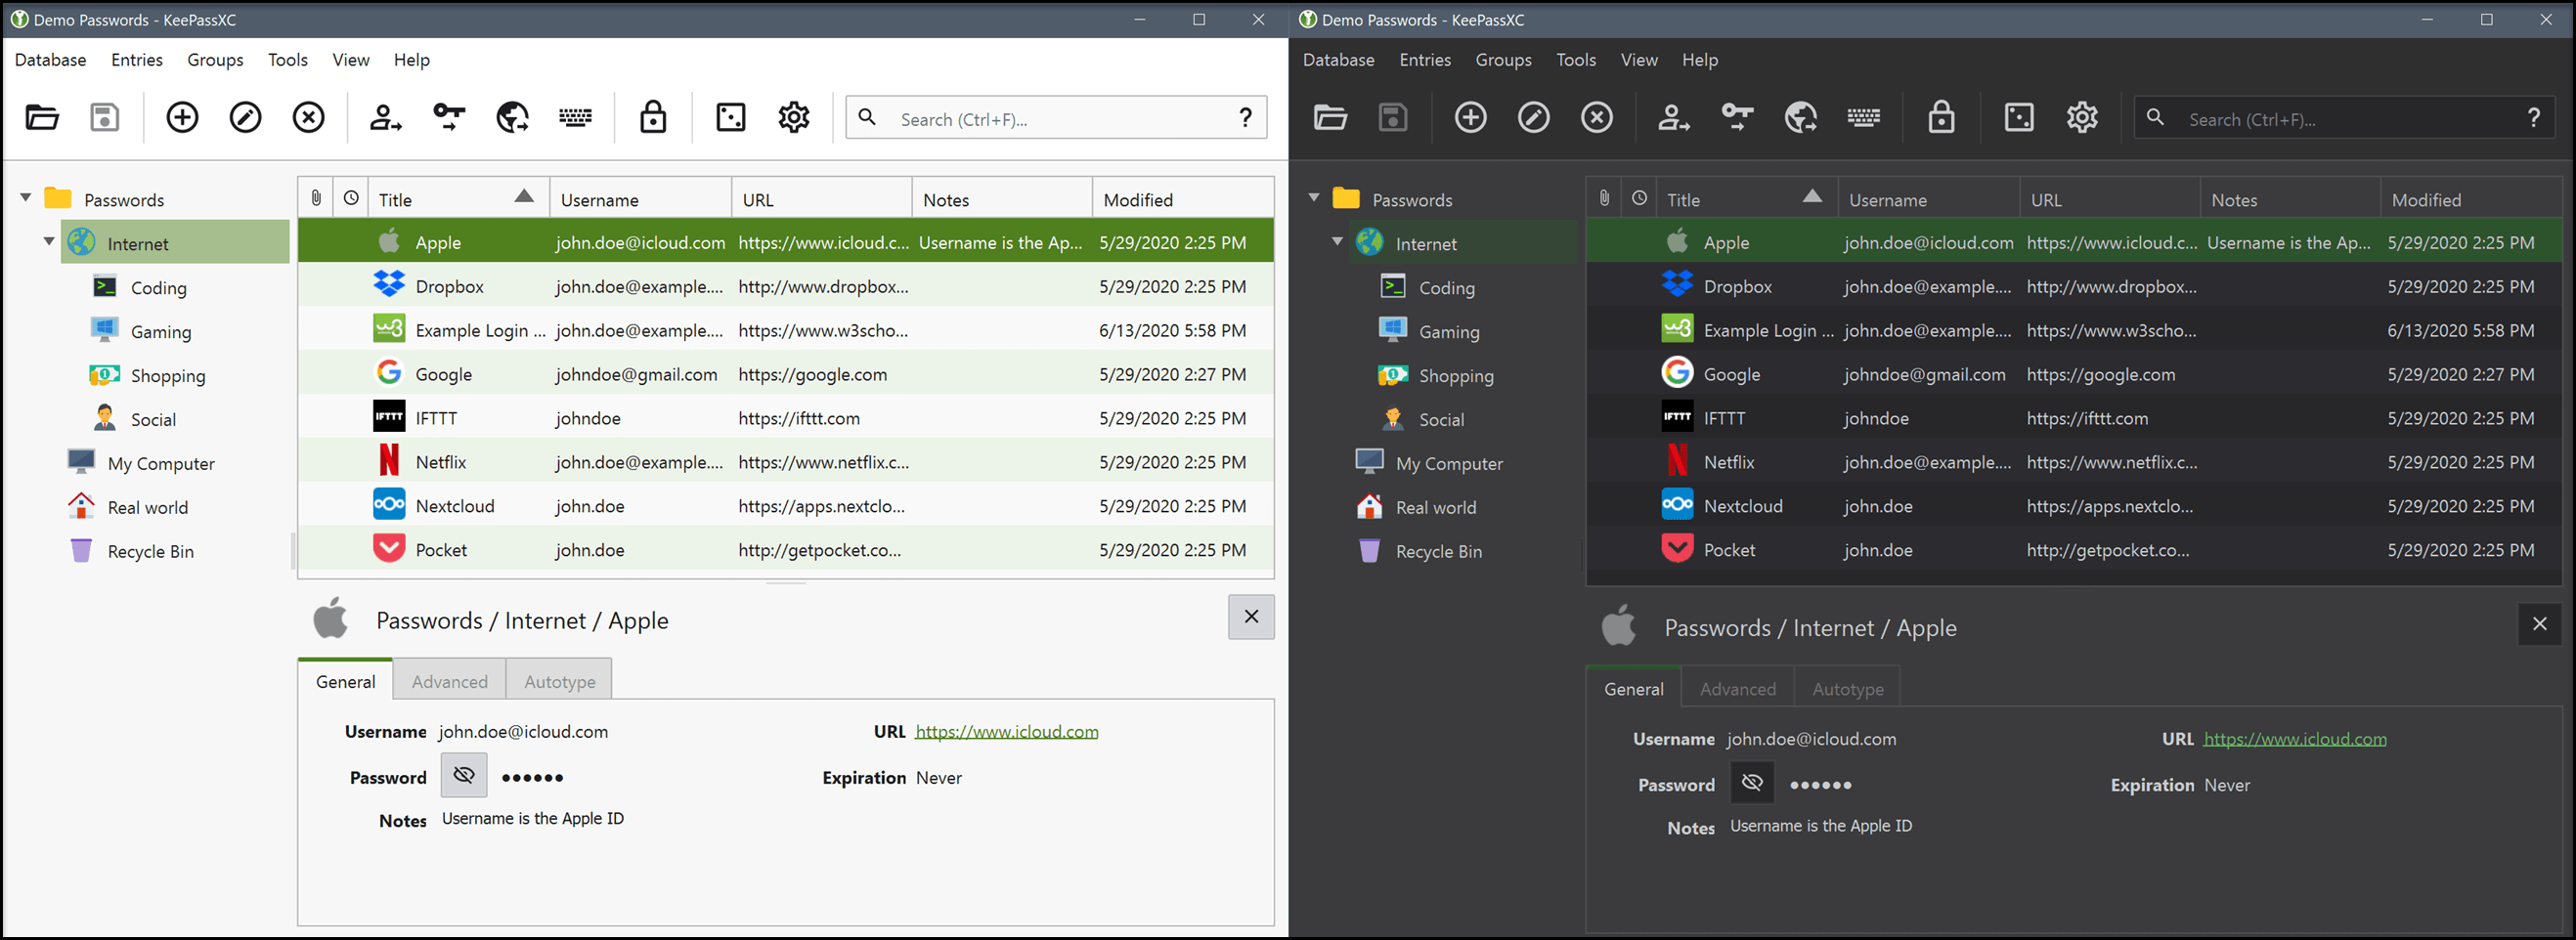 Demo Passwords - KeePassXC
Database Entries Groups Tools View Help
Search (Ctrl+F)... ?
Passwords
Internet
Coding
Gaming
Shopping
Social
My Computer
Real world
Recycle Bin
Title Username URL Notes Modified
Apple john.doe@icloud.com https://www.icloud.c... Username is the Ap... 5/29/2020 2:25 PM
Dropbox john.doe@example.... http://www.dropbox... 5/29/2020 2:25 PM
w3 Example Login ... john.doe@example.... https://www.w3scho... 6/13/2020 5:58 PM
Google johndoe@gmail.com https://google.com 5/29/2020 2:27 PM
IFTTT IFTTT johndoe https://ifttt.com 5/29/2020 2:25 PM
Netflix john.doe@example.... https://www.netflix.c... 5/29/2020 2:25 PM
Nextcloud john.doe https://apps.nextclo... 5/29/2020 2:25 PM
Pocket john.doe http://getpocket.co... 5/29/2020 2:25 PM
Passwords / Internet / Apple
General Advanced Autotype
Username john.doe@icloud.com URL https://www.icloud.com
Password ●●●●●● Expiration Never
Notes Username is the Apple ID
Demo Passwords - KeePassXC
Database Entries Groups Tools View Help
Search (Ctrl+F)... ?
Passwords
Internet
Coding
Gaming
Shopping
Social
My Computer
Real world
Recycle Bin
Title Username URL Notes Modified
Apple john.doe@icloud.com https://www.icloud.c... Username is the Ap... 5/29/2020 2:25 PM
Dropbox john.doe@example.... http://www.dropbox... 5/29/2020 2:25 PM
w3 Example Login ... john.doe@example.... https://www.w3scho... 6/13/2020 5:58 PM
Google johndoe@gmail.com https://google.com 5/29/2020 2:27 PM
IFTTT IFTTT johndoe https://ifttt.com 5/29/2020 2:25 PM
Netflix john.doe@example.... https://www.netflix.c... 5/29/2020 2:25 PM
Nextcloud john.doe https://apps.nextclo... 5/29/2020 2:25 PM
Pocket john.doe http://getpocket.co... 5/29/2020 2:25 PM
Passwords / Internet / Apple
General Advanced Autotype
Username john.doe@icloud.com URL https://www.icloud.com
Password ●●●●●● Expiration Never
Notes Username is the Apple ID